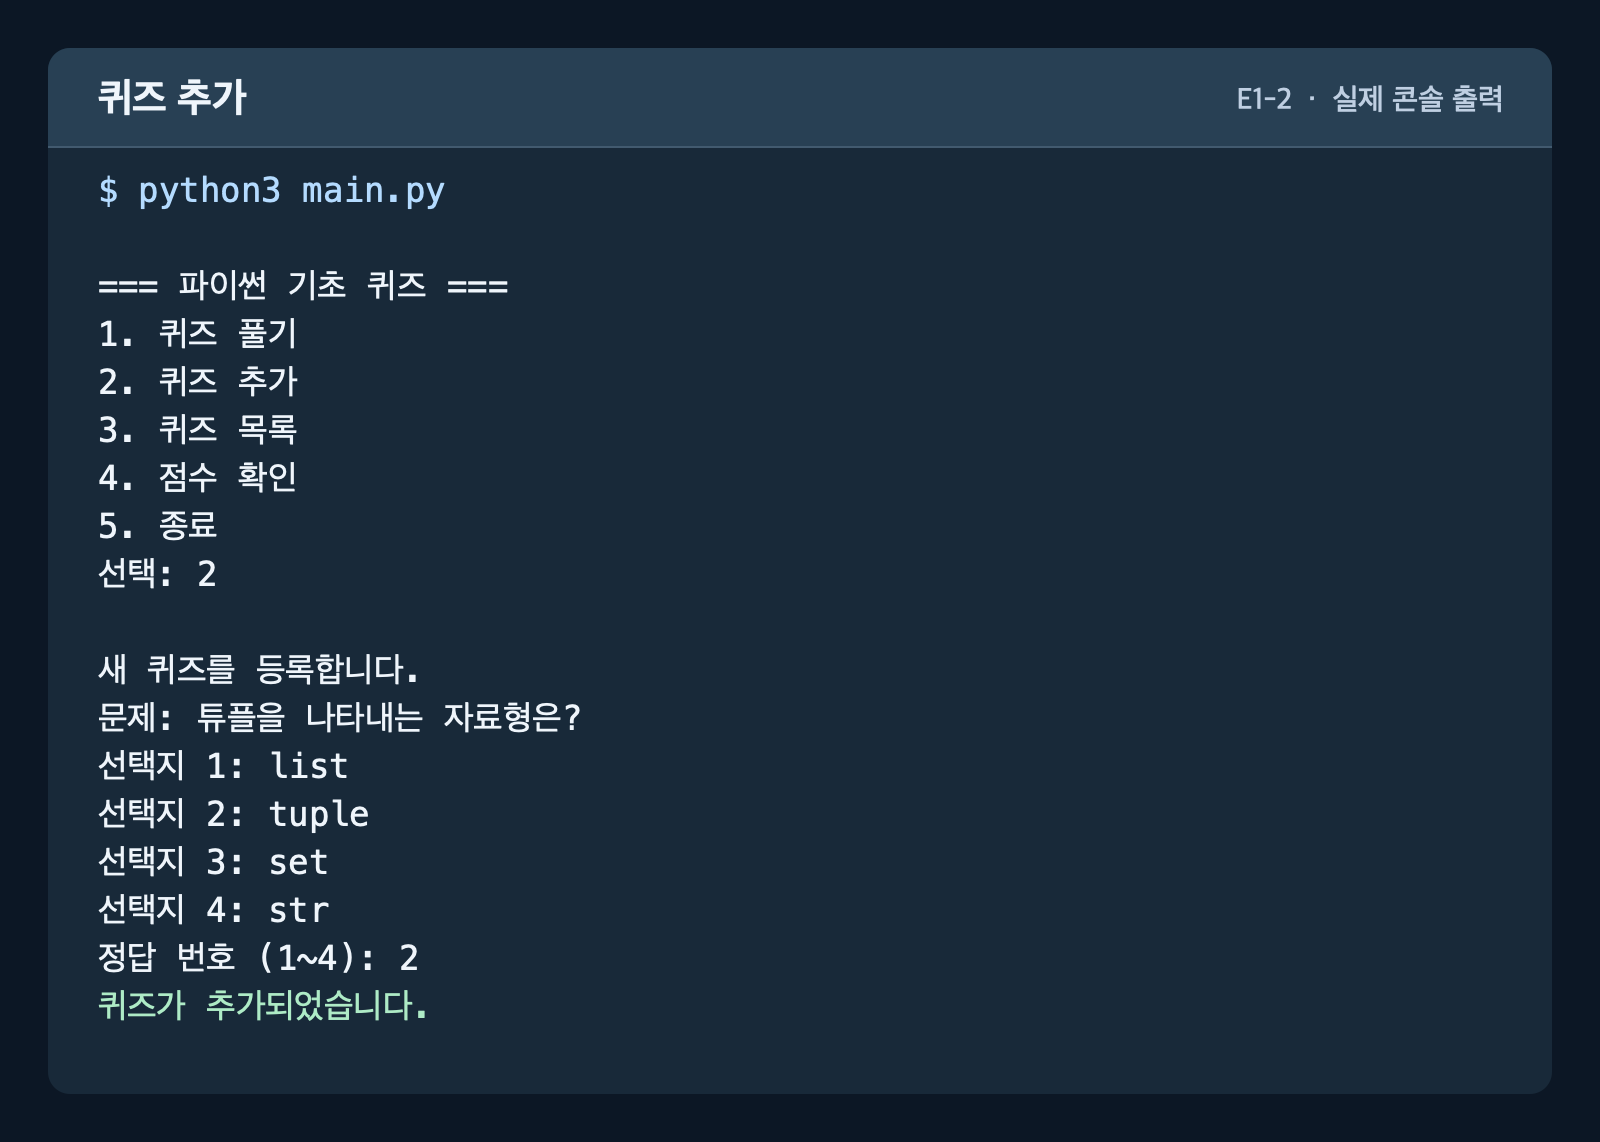 퀴즈 추가
E1-2 · 실제 콘솔 출력
$ python3 main.py
=== 파이썬 기초 퀴즈 ===
1. 퀴즈 풀기
2. 퀴즈 추가
3. 퀴즈 목록
4. 점수 확인
5. 종료
선택: 2
새 퀴즈를 등록합니다.
문제: 튜플을 나타내는 자료형은?
선택지 1: list
선택지 2: tuple
선택지 3: set
선택지 4: str
정답 번호 (1~4): 2
퀴즈가 추가되었습니다.